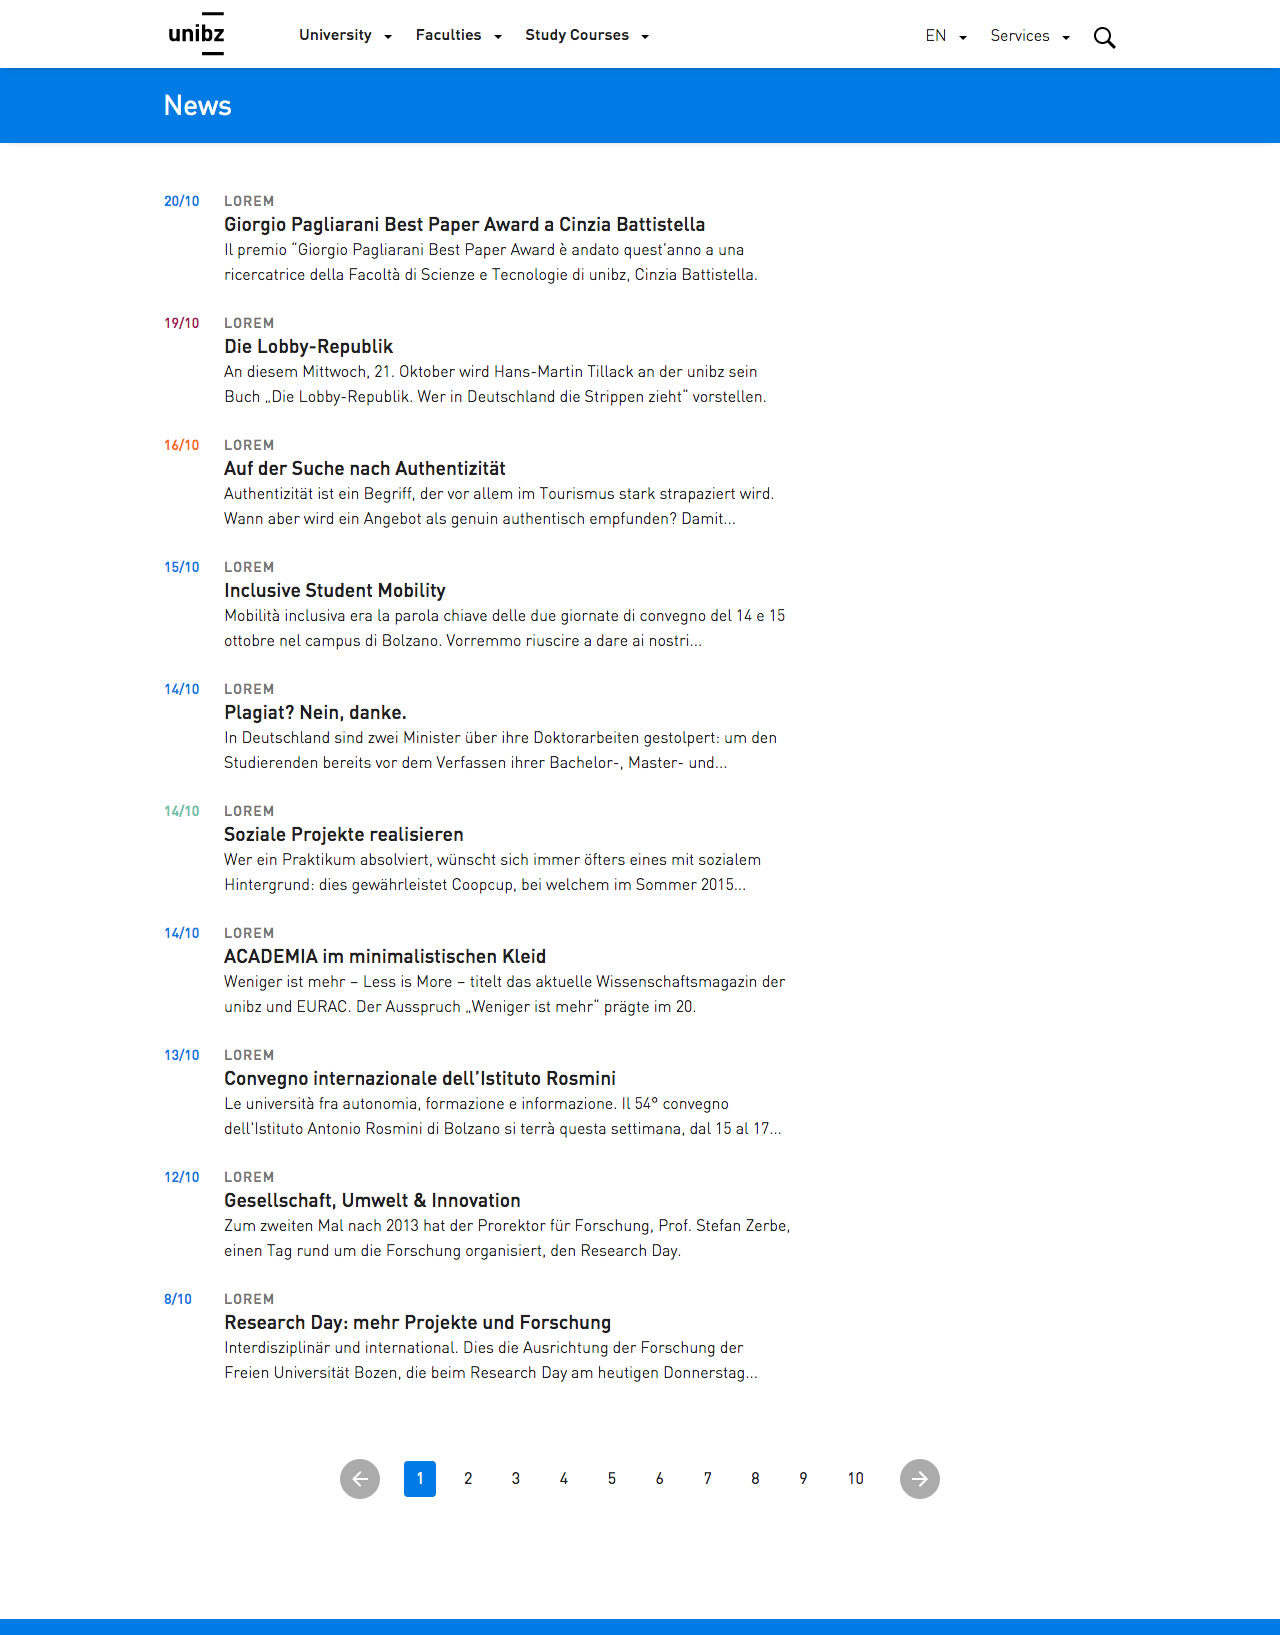 unibz
University
Faculties
Study Courses
EN
Services
News
20/10 LOREM
Giorgio Pagliarani Best Paper Award a Cinzia Battistella
Il premio “Giorgio Pagliarani Best Paper Award è andato quest'anno a una
ricercatrice della Facoltà di Scienze e Tecnologie di unibz, Cinzia Battistella.
19/10 LOREM
Die Lobby-Republik
An diesem Mittwoch, 21. Oktober wird Hans-Martin Tillack an der unibz sein
Buch „Die Lobby-Republik. Wer in Deutschland die Strippen zieht“ vorstellen.
16/10 LOREM
Auf der Suche nach Authentizität
Authentizität ist ein Begriff, der vor allem im Tourismus stark strapaziert wird.
Wann aber wird ein Angebot als genuin authentisch empfunden? Damit...
15/10 LOREM
Inclusive Student Mobility
Mobilità inclusiva era la parola chiave delle due giornate di convegno del 14 e 15
ottobre nel campus di Bolzano. Vorremmo riuscire a dare ai nostri...
14/10 LOREM
Plagiat? Nein, danke.
In Deutschland sind zwei Minister über ihre Doktorarbeiten gestolpert: um den
Studierenden bereits vor dem Verfassen ihrer Bachelor-, Master- und...
14/10 LOREM
Soziale Projekte realisieren
Wer ein Praktikum absolviert, wünscht sich immer öfters eines mit sozialem
Hintergrund: dies gewährleistet Coopcup, bei welchem im Sommer 2015...
14/10 LOREM
ACADEMIA im minimalistischen Kleid
Weniger ist mehr – Less is More – titelt das aktuelle Wissenschaftsmagazin der
unibz und EURAC. Der Ausspruch „Weniger ist mehr“ prägte im 20.
13/10 LOREM
Convegno internazionale dell’Istituto Rosmini
Le università fra autonomia, formazione e informazione. Il 54° convegno
dell'Istituto Antonio Rosmini di Bolzano si terrà questa settimana, dal 15 al 17...
12/10 LOREM
Gesellschaft, Umwelt & Innovation
Zum zweiten Mal nach 2013 hat der Prorektor für Forschung, Prof. Stefan Zerbe,
einen Tag rund um die Forschung organisiert, den Research Day.
8/10 LOREM
Research Day: mehr Projekte und Forschung
Interdisziplinär und international. Dies die Ausrichtung der Forschung der
Freien Universität Bozen, die beim Research Day am heutigen Donnerstag...
1 2 3 4 5 6 7 8 9 10